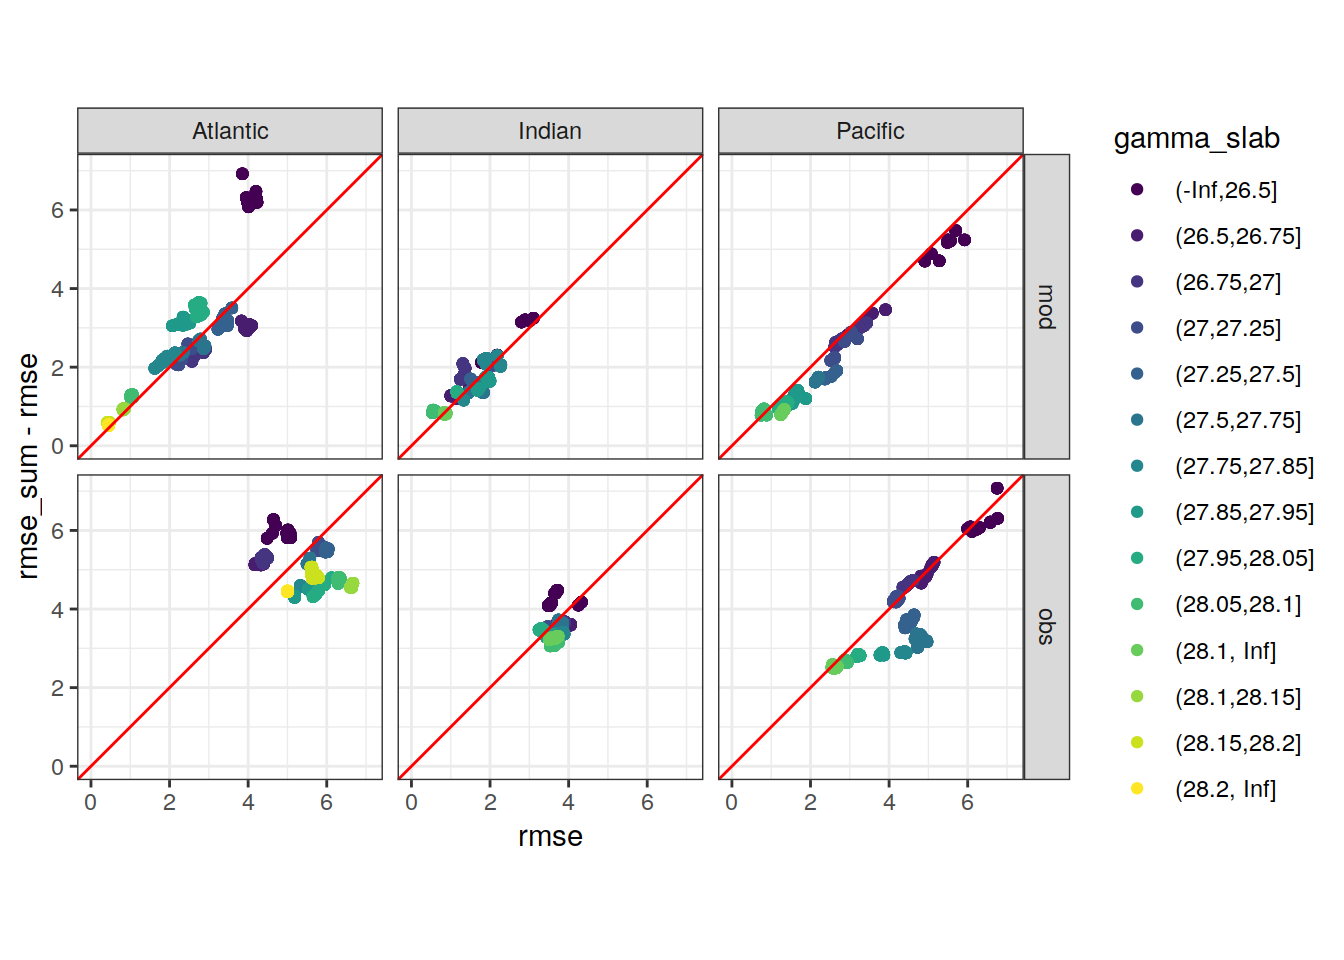 Atlantic
Indian
Pacific
rmse_sum - rmse
6
4
2
0
mod
6
4
2
0
obs
0 2 4 6
0 2 4 6
0 2 4 6
rmse
gamma_slab
(-Inf,26.5]
(26.5,26.75]
(26.75,27]
(27,27.25]
(27.25,27.5]
(27.5,27.75]
(27.75,27.85]
(27.85,27.95]
(27.95,28.05]
(28.05,28.1]
(28.1, Inf]
(28.1,28.15]
(28.15,28.2]
(28.2, Inf]